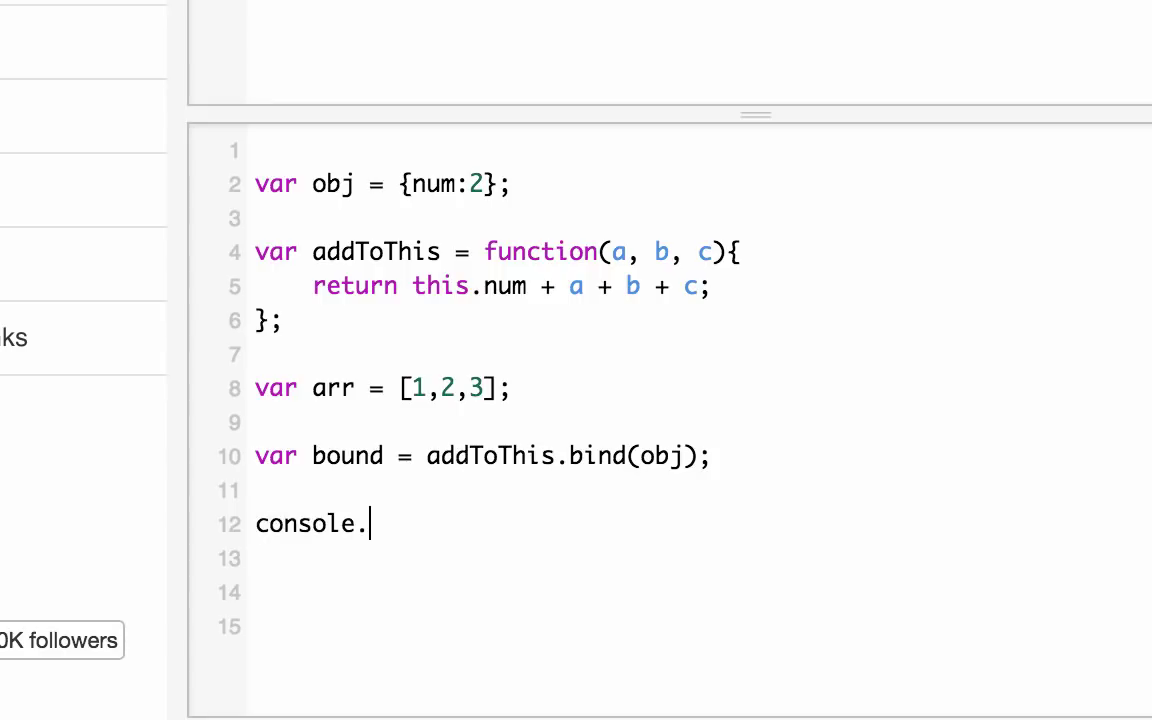 1
2 var obj = {num:2};
3
4 var addToThis = function(a, b, c){
5 return this.num + a + b + c;
6 };
7
8 var arr = [1,2,3];
9
10 var bound = addToThis.bind(obj);
11
12 console.
13
14
15
ks
0K followers